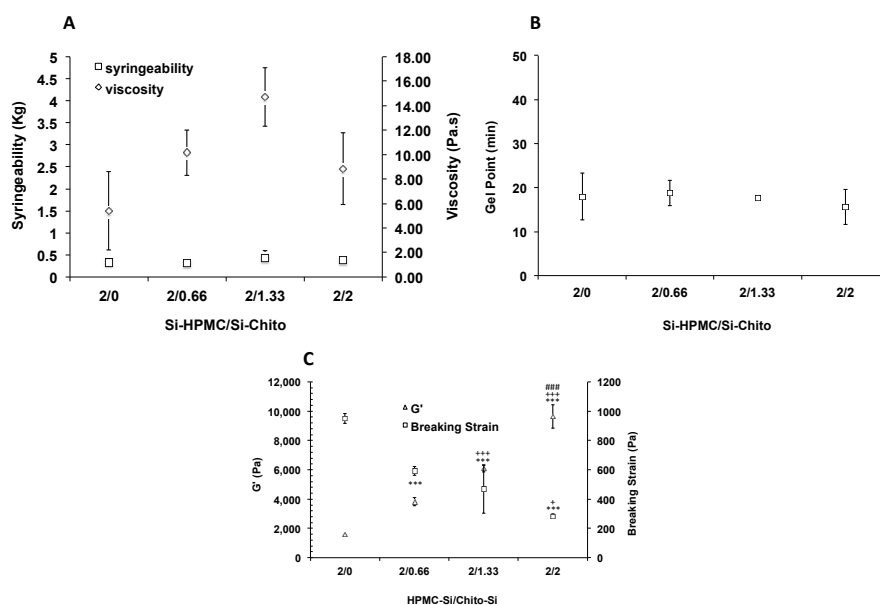 A
syringeability
viscosity
5
4.5
4
3.5
3
2.5
2
1.5
1
0.5
0
Syringeability (Kg)
18.00
16.00
14.00
12.00
10.00
8.00
6.00
4.00
2.00
0.00
Viscosity (Pa.s)
2/0 2/0.66 2/1.33 2/2
Si-HPMC/Si-Chito
B
50
40
30
20
10
0
Gel Point (min)
2/0 2/0.66 2/1.33 2/2
Si-HPMC/Si-Chito
C
G'
Breaking Strain
12,000
10,000
8,000
6,000
4,000
2,000
0
G' (Pa)
***
+++
***
###
+++
***
+
***
1200
1000
800
600
400
200
0
Breaking Strain (Pa)
2/0 2/0.66 2/1.33 2/2
HPMC-Si/Chito-Si